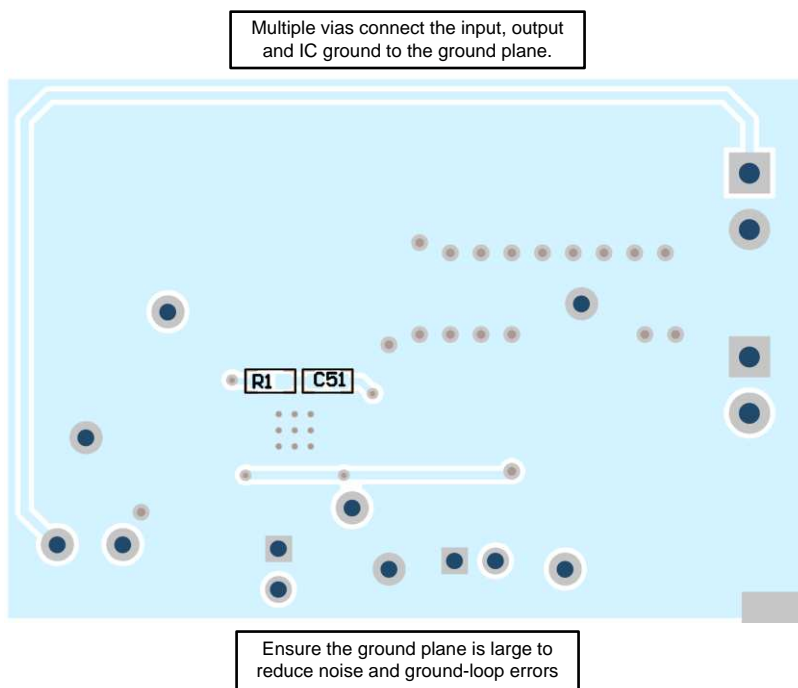 Multiple vias connect the input, output
and IC ground to the ground plane.
R1
C51
Ensure the ground plane is large to
reduce noise and ground-loop errors